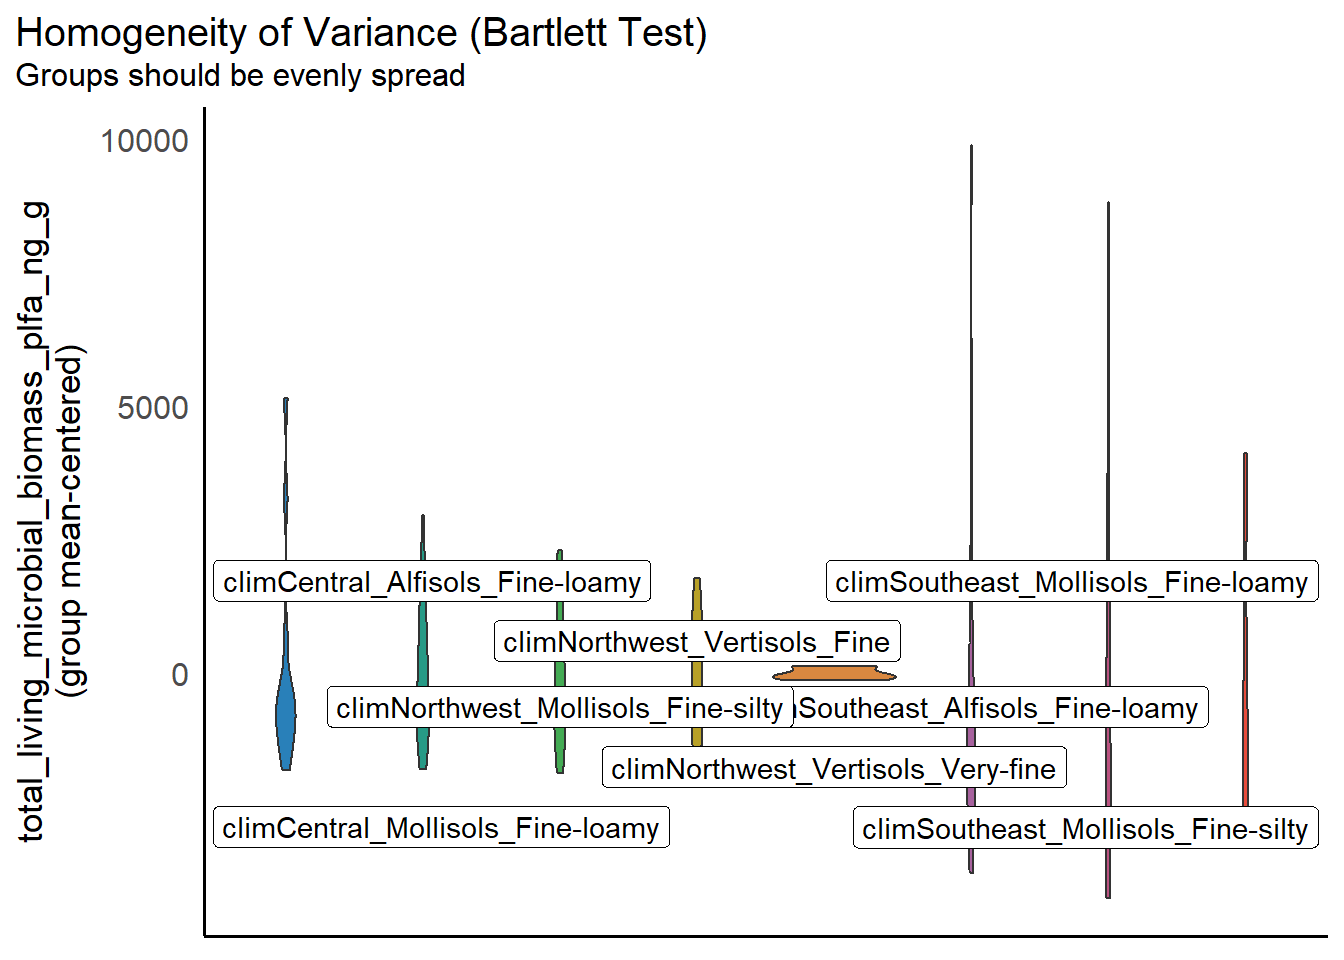 Homogeneity of Variance (Bartlett Test)
Groups should be evenly spread
total_living_microbial_biomass_plfa_ng_g
(group mean-centered)
10000
5000
0
climCentral_Alfisols_Fine-loamy
climSoutheast_Mollisols_Fine-loamy
climNorthwest_Vertisols_Fine
climNorthwest_Mollisols_Fine-silty
Southeast_Alfisols_Fine-loamy
climNorthwest_Vertisols_Very-fine
climCentral_Mollisols_Fine-loamy
climSoutheast_Mollisols_Fine-silty